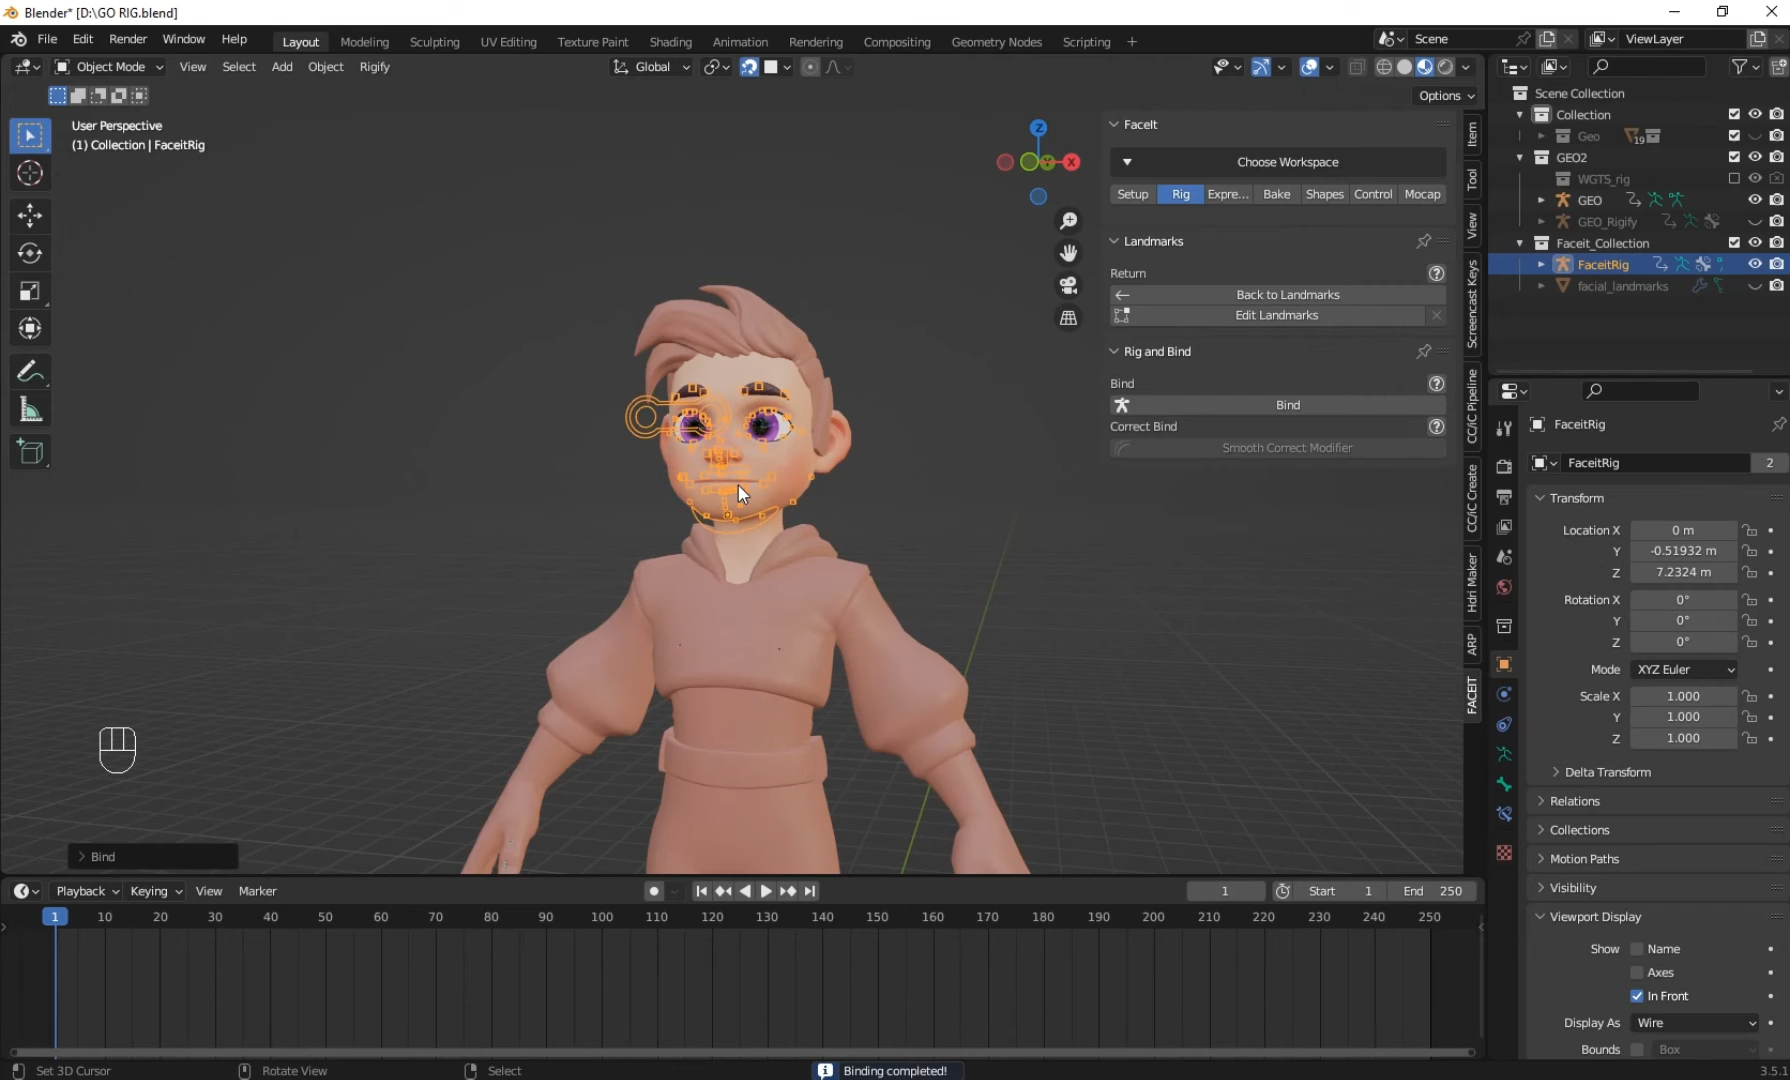 Blender* [D:\GO RIG.blend]
File Edit Render Window Help Layout Modeling Sculpting UV Editing Texture Paint Shading Animation Rendering Compositing Geometry Nodes Scripting + Scene ViewLayer
Object Mode View Select Add Object Rigify Global
Options
User Perspective
(1) Collection | FaceitRig
Z
X
FaceIt
Choose Workspace
Setup Rig Expre... Bake Shapes Control Mocap
Landmarks
Return
Back to Landmarks
Edit Landmarks
Rig and Bind
Bind
Bind
Correct Bind
Smooth Correct Modifier
Item
Tool
View
Screencast Keys
CC/iC Pipeline
CC/iC Create
Hdri Maker
ARP
FACEIT
Scene Collection
Collection
Geo 19
GEO2
WGTS_rig
GEO
GEO_Rigify
Faceit_Collection
FaceitRig
facial_landmarks
FaceitRig
FaceitRig 2
Transform
Location X 0 m
Y -0.51932 m
Z 7.2324 m
Rotation X 0°
Y 0°
Z 0°
Mode XYZ Euler
Scale X 1.000
Y 1.000
Z 1.000
Delta Transform
Relations
Collections
Motion Paths
Visibility
Viewport Display
Show Name
Axes
In Front
Display As Wire
Bounds Box
Bind
Playback Keying View Marker 1 Start 1 End 250
1 10 20 30 40 50 60 70 80 90 100 110 120 130 140 150 160 170 180 190 200 210 220 230 240 250
Set 3D Cursor Rotate View Select Binding completed! 3.5.1